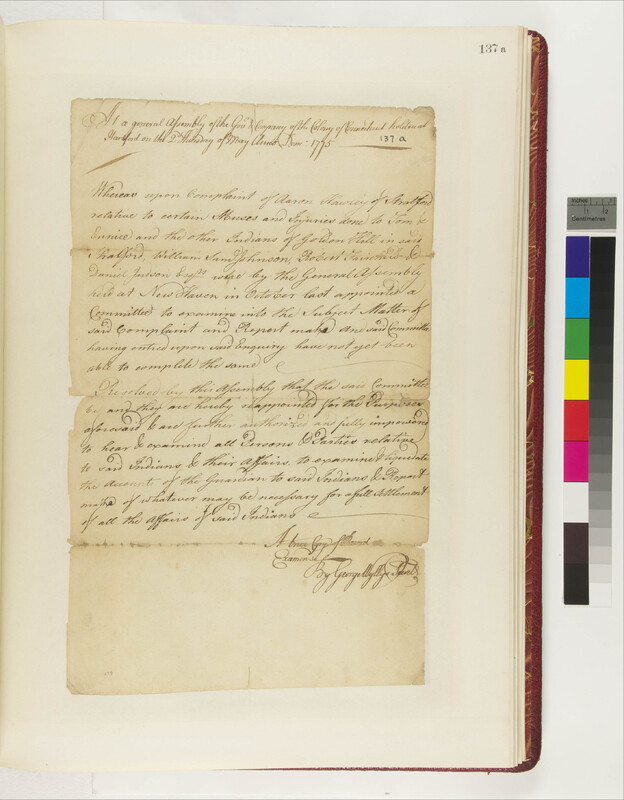 137 B
At a general Assembly of the Govr & Company of the Colony of Connecticut holden at
Hartford on the 2d Thursday of May Anno Dom: 1775
137 a
Whereas upon Complaint of Aaron Hawley of Stratford
relative to certain Abuses and Injuries done to Tom &
Eunice and the other Indians of Golden Hill in said
Stratford, William Saml Johnson, Robert Fairchild &
Daniel Judson Esqrs were by the General Assembly
held at New Haven in October last appointed a
Committee to examine into the Subject Matter of
said Complaint and Report make and said Committee
having entred upon said Enquiry have not yet been
able to complete the same
Resolved by this Assembly that the said Committee
be and they are hereby reappointed for the Purposes
aforesaid & are further authorized and fully impowered
to hear & examine all Persons & Parties relative
to said Indians & their Affairs to examine & liquidate
the Account of the Guardian to said Indians & Report
make of whatever may be necessary for a full Settlement
of all the Affairs of said Indians
A true Copy of Record
Examind
By George Wyllys Secrety
Inches
1
2
Centimetres